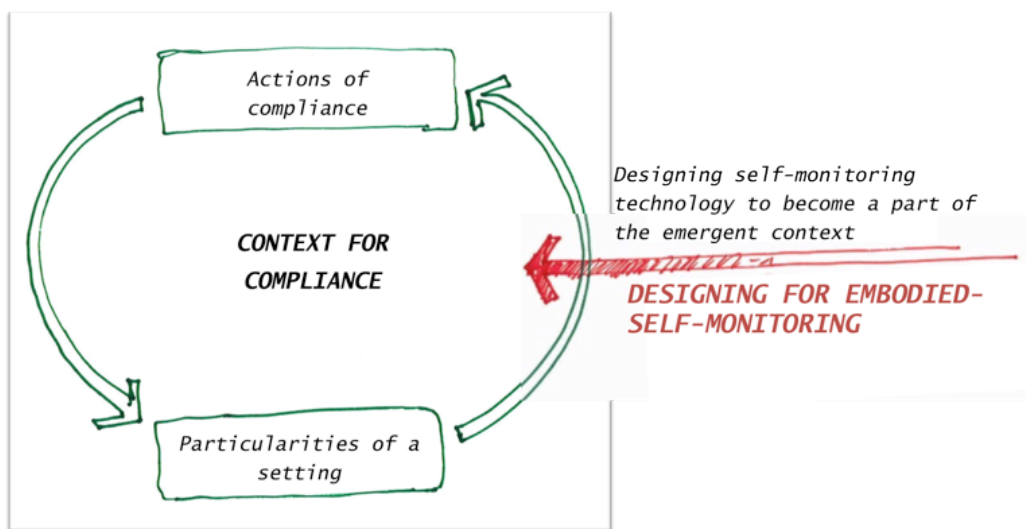 Actions of
compliance
Designing self-monitoring
technology to become a part of
the emergent context
CONTEXT FOR
COMPLIANCE
DESIGNING FOR EMBODIED-
SELF-MONITORING
Particularities of a
setting